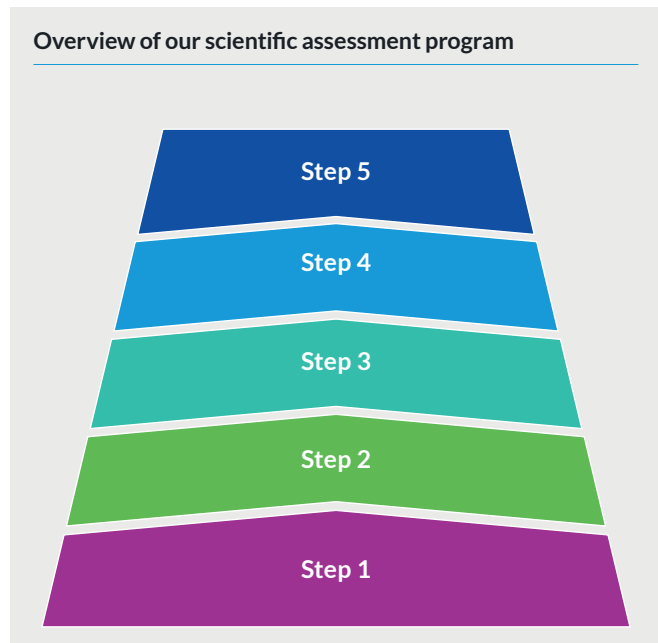 Overview of our scientific assessment program
Step 5
Step 4
Step 3
Step 2
Step 1